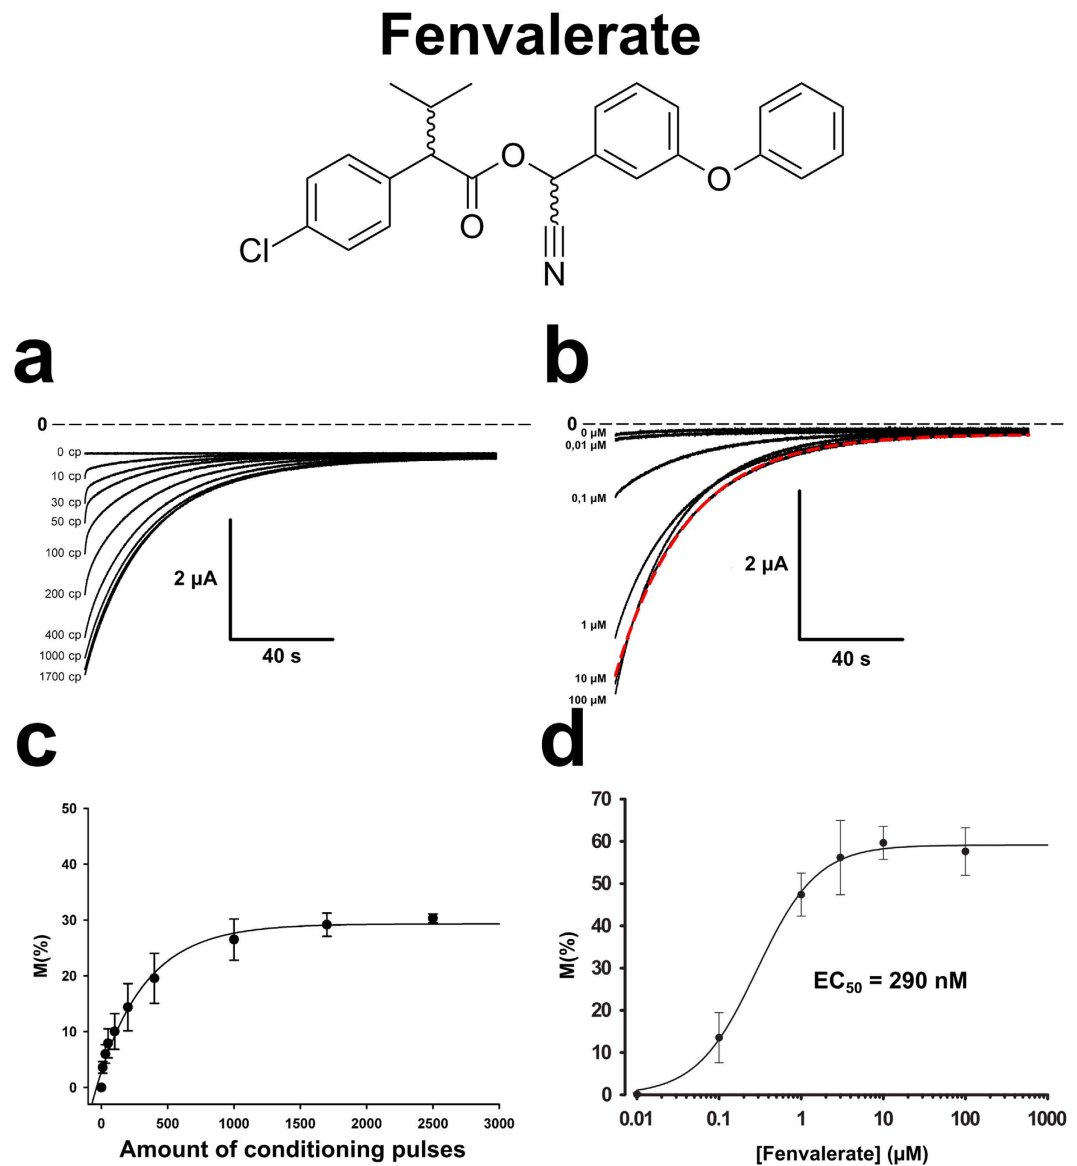 Fenvalerate
O
O
O
Cl
N
a
0
0 cp
10 cp
30 cp
50 cp
100 cp
200 cp
400 cp
1000 cp
1700 cp
2 µA
40 s
b
0
0 µM
0,01 µM
0,1 µM
1 µM
10 µM
100 µM
2 µA
40 s
c
50
40
30
20
10
0
M(%)
0 500 1000 1500 2000 2500 3000
Amount of conditioning pulses
d
70
60
50
40
30
20
10
0
M(%)
EC50 = 290 nM
0.01 0.1 1 10 100 1000
[Fenvalerate] (µM)